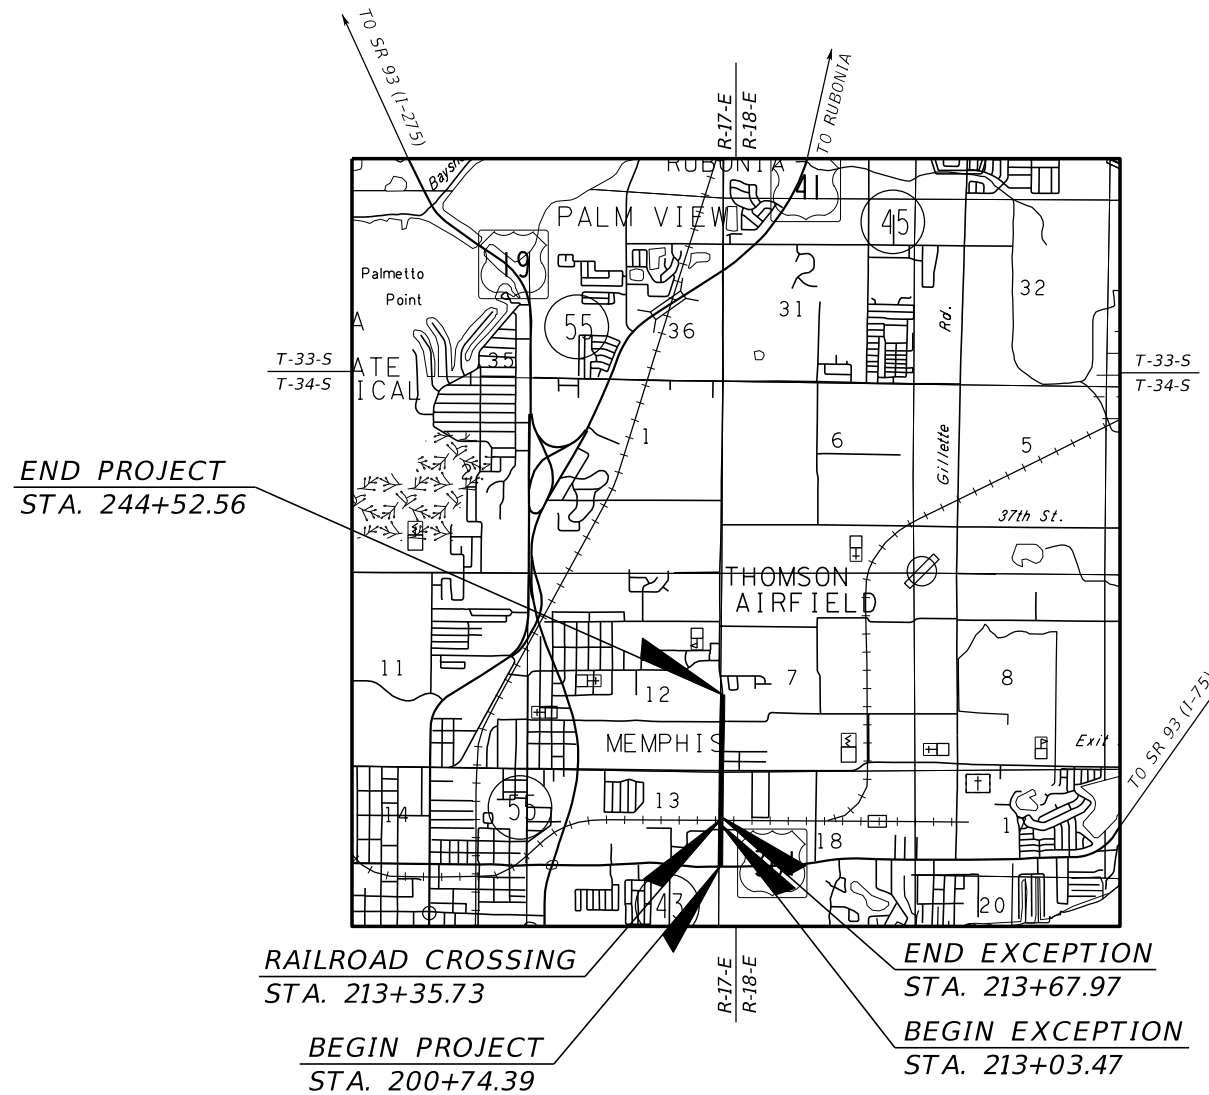 TO SR 93 (I-275)
TO RUBONIA
R-17-E
R-18-E
RUBONIA
41
PALM VIEW
45
19
Palmetto
Point
55
36
31
32
2
Rd.
T-33-S
T-34-S
T-33-S
T-34-S
35
ATE
ICAL
1
6
Gillette
5
END PROJECT
STA. 244+52.56
37th St.
THOMSON
AIRFIELD
11
12
7
8
MEMPHIS
Exit
TO SR 93 (I-75)
14
55
13
18
1
43
20
RAILROAD CROSSING
STA. 213+35.73
BEGIN PROJECT
STA. 200+74.39
R-17-E
R-18-E
END EXCEPTION
STA. 213+67.97
BEGIN EXCEPTION
STA. 213+03.47